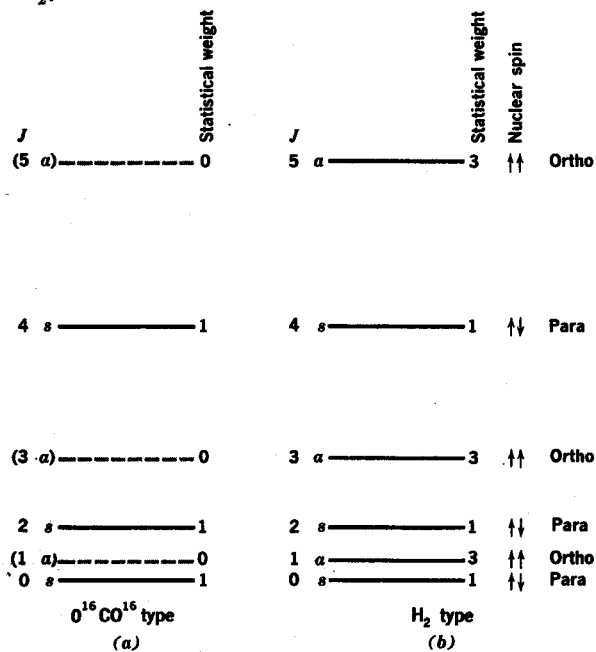 2.
Statistical weight
J
(5 a) 0
4 s 1
(3 a) 0
2 s 1
(1 a) 0
0 s 1
O¹⁶CO¹⁶ type
(a)
Statistical weight
Nuclear spin
J
5 a 3 ↑↑ Ortho
4 s 1 ↑↓ Para
3 a 3 ↑↑ Ortho
2 s 1 ↑↓ Para
1 a 3 ↑↑ Ortho
0 s 1 ↑↓ Para
H₂ type
(b)